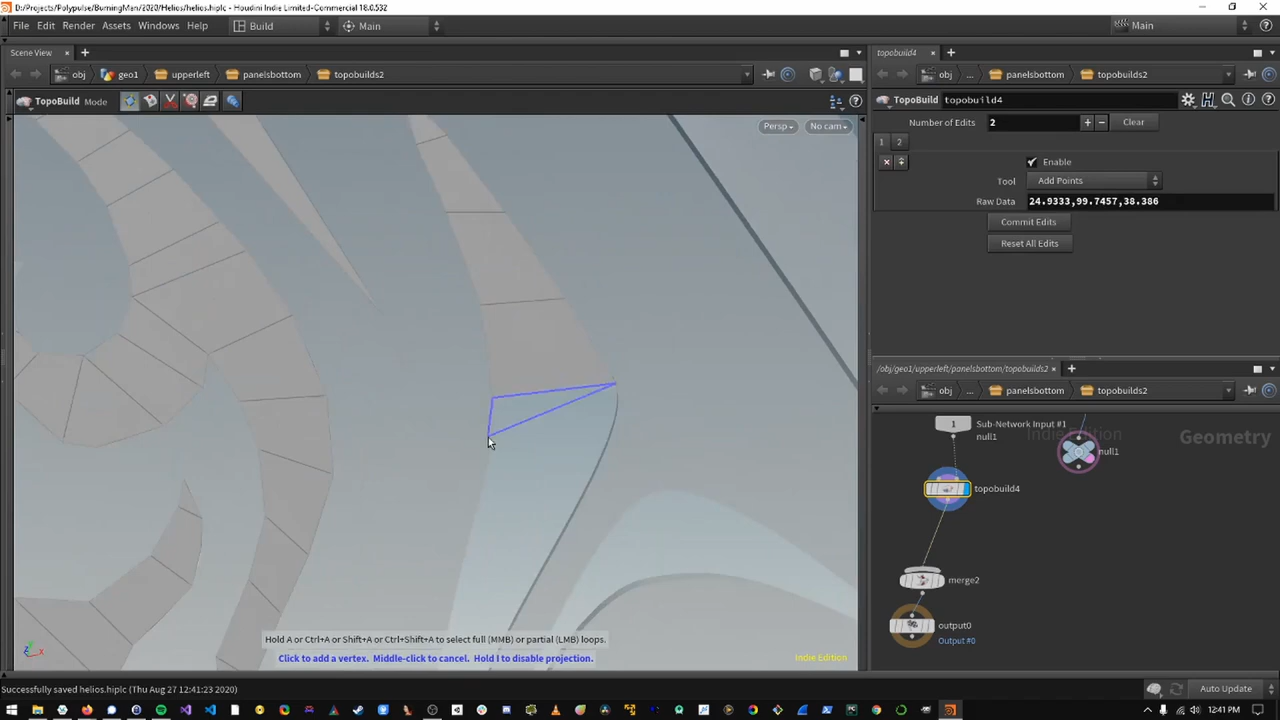 D:/Projects/Polypulse/BurningMan/2020/Helios/helios.hiplc - Houdini Indie Limited-Commercial 18.0.532
File Edit Render Assets Windows Help Build Main Main
Scene View
obj geo1 upperleft panelsbottom topobuilds2
TopoBuild Mode
Persp No cam
Hold A or Ctrl+A or Shift+A or Ctrl+Shift+A to select full (MMB) or partial (LMB) loops.
Click to add a vertex. Middle-click to cancel. Hold I to disable projection.
Indie Edition
topobuild4
obj ... panelsbottom topobuilds2
TopoBuild topobuild4
Number of Edits 2 Clear
1 2
Enable
Tool Add Points
Raw Data 24.9333,99.7457,38.386
Commit Edits
Reset All Edits
/obj/geo1/upperleft/panelsbottom/topobuilds2
obj ... panelsbottom topobuilds2
1 Sub-Network Input #1
null1
Indie Edition
Geometry
null1
topobuild4
merge2
output0
Output #0
Successfully saved helios.hiplc (Thu Aug 27 12:41:23 2020)
Auto Update
12:41 PM